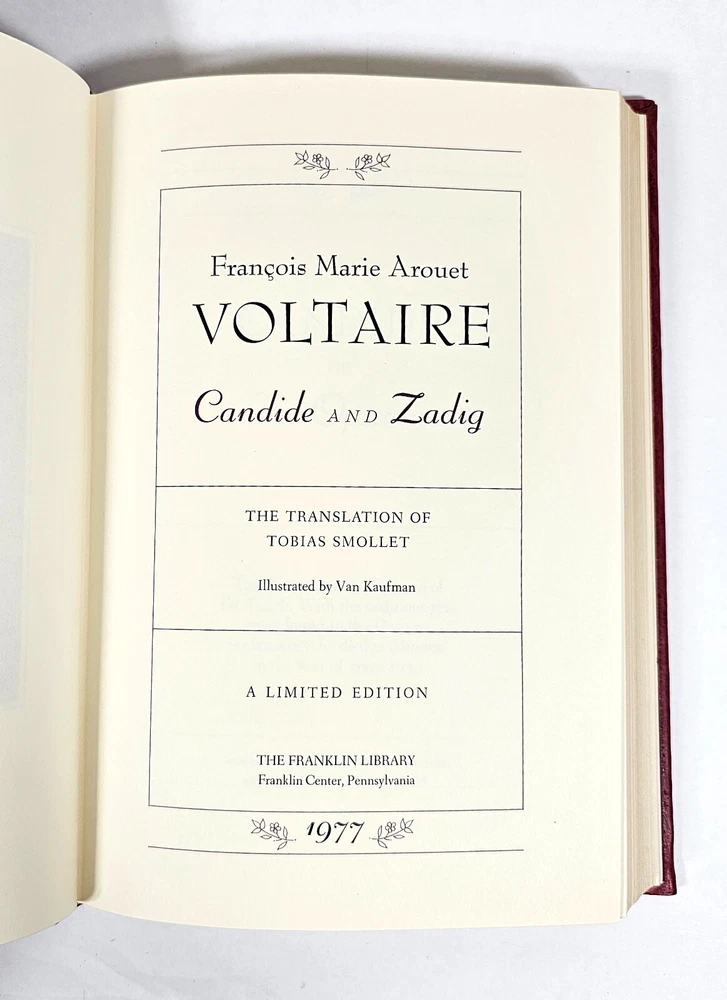 François Marie Arouet
VOLTAIRE
Candide AND Zadig
THE TRANSLATION OF
TOBIAS SMOLLET
Illustrated by Van Kaufman
A LIMITED EDITION
THE FRANKLIN LIBRARY
Franklin Center, Pennsylvania
1977